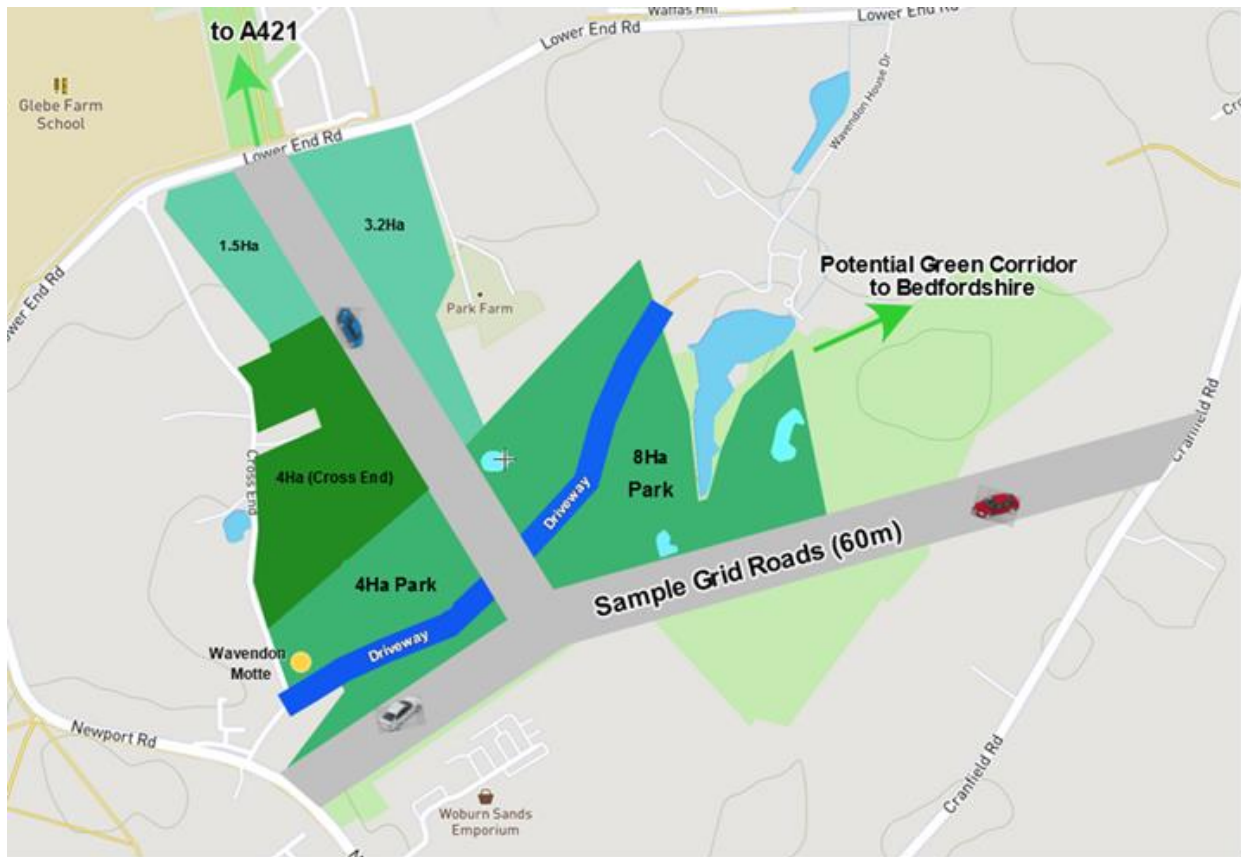 Waffas Hill
Lower End Rd
Lower End Rd
to A421
Glebe Farm
School
Lower End Rd
Wavendon House Dr
3.2Ha
1.5Ha
Potential Green Corridor
to Bedfordshire
Lower End Rd
Park Farm
Cranfield Rd
8Ha
Park
4Ha (Cross End)
Cross End
Driveway
Sample Grid Roads (60m)
4Ha Park
Driveway
Wavendon
Motte
Newport Rd
Cranfield Rd
Woburn Sands
Emporium